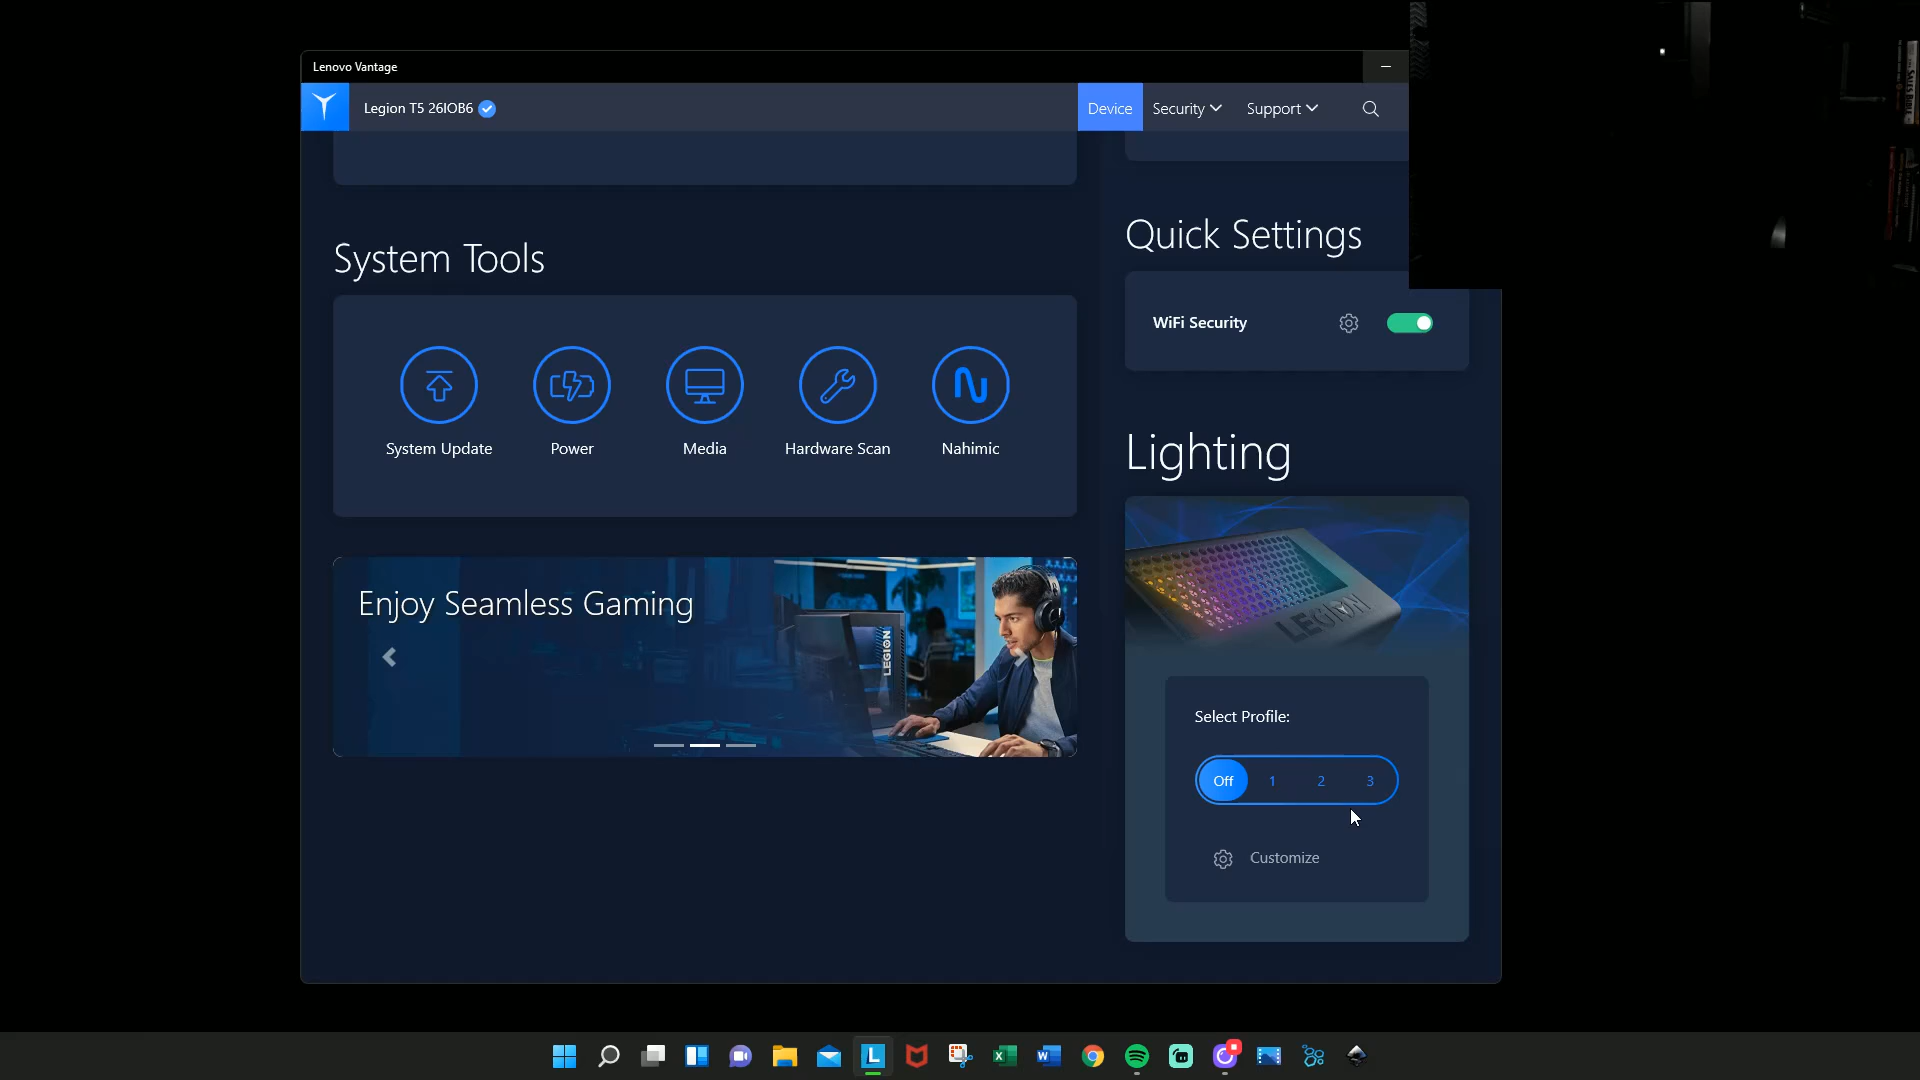 Lenovo Vantage
Legion T5 26IOB6
Device
Security
Support
System Tools
System Update
Power
Media
Hardware Scan
Nahimic
Enjoy Seamless Gaming
LEGION
Quick Settings
WiFi Security
Lighting
LEGION
Select Profile:
Off 1 2 3
Customize